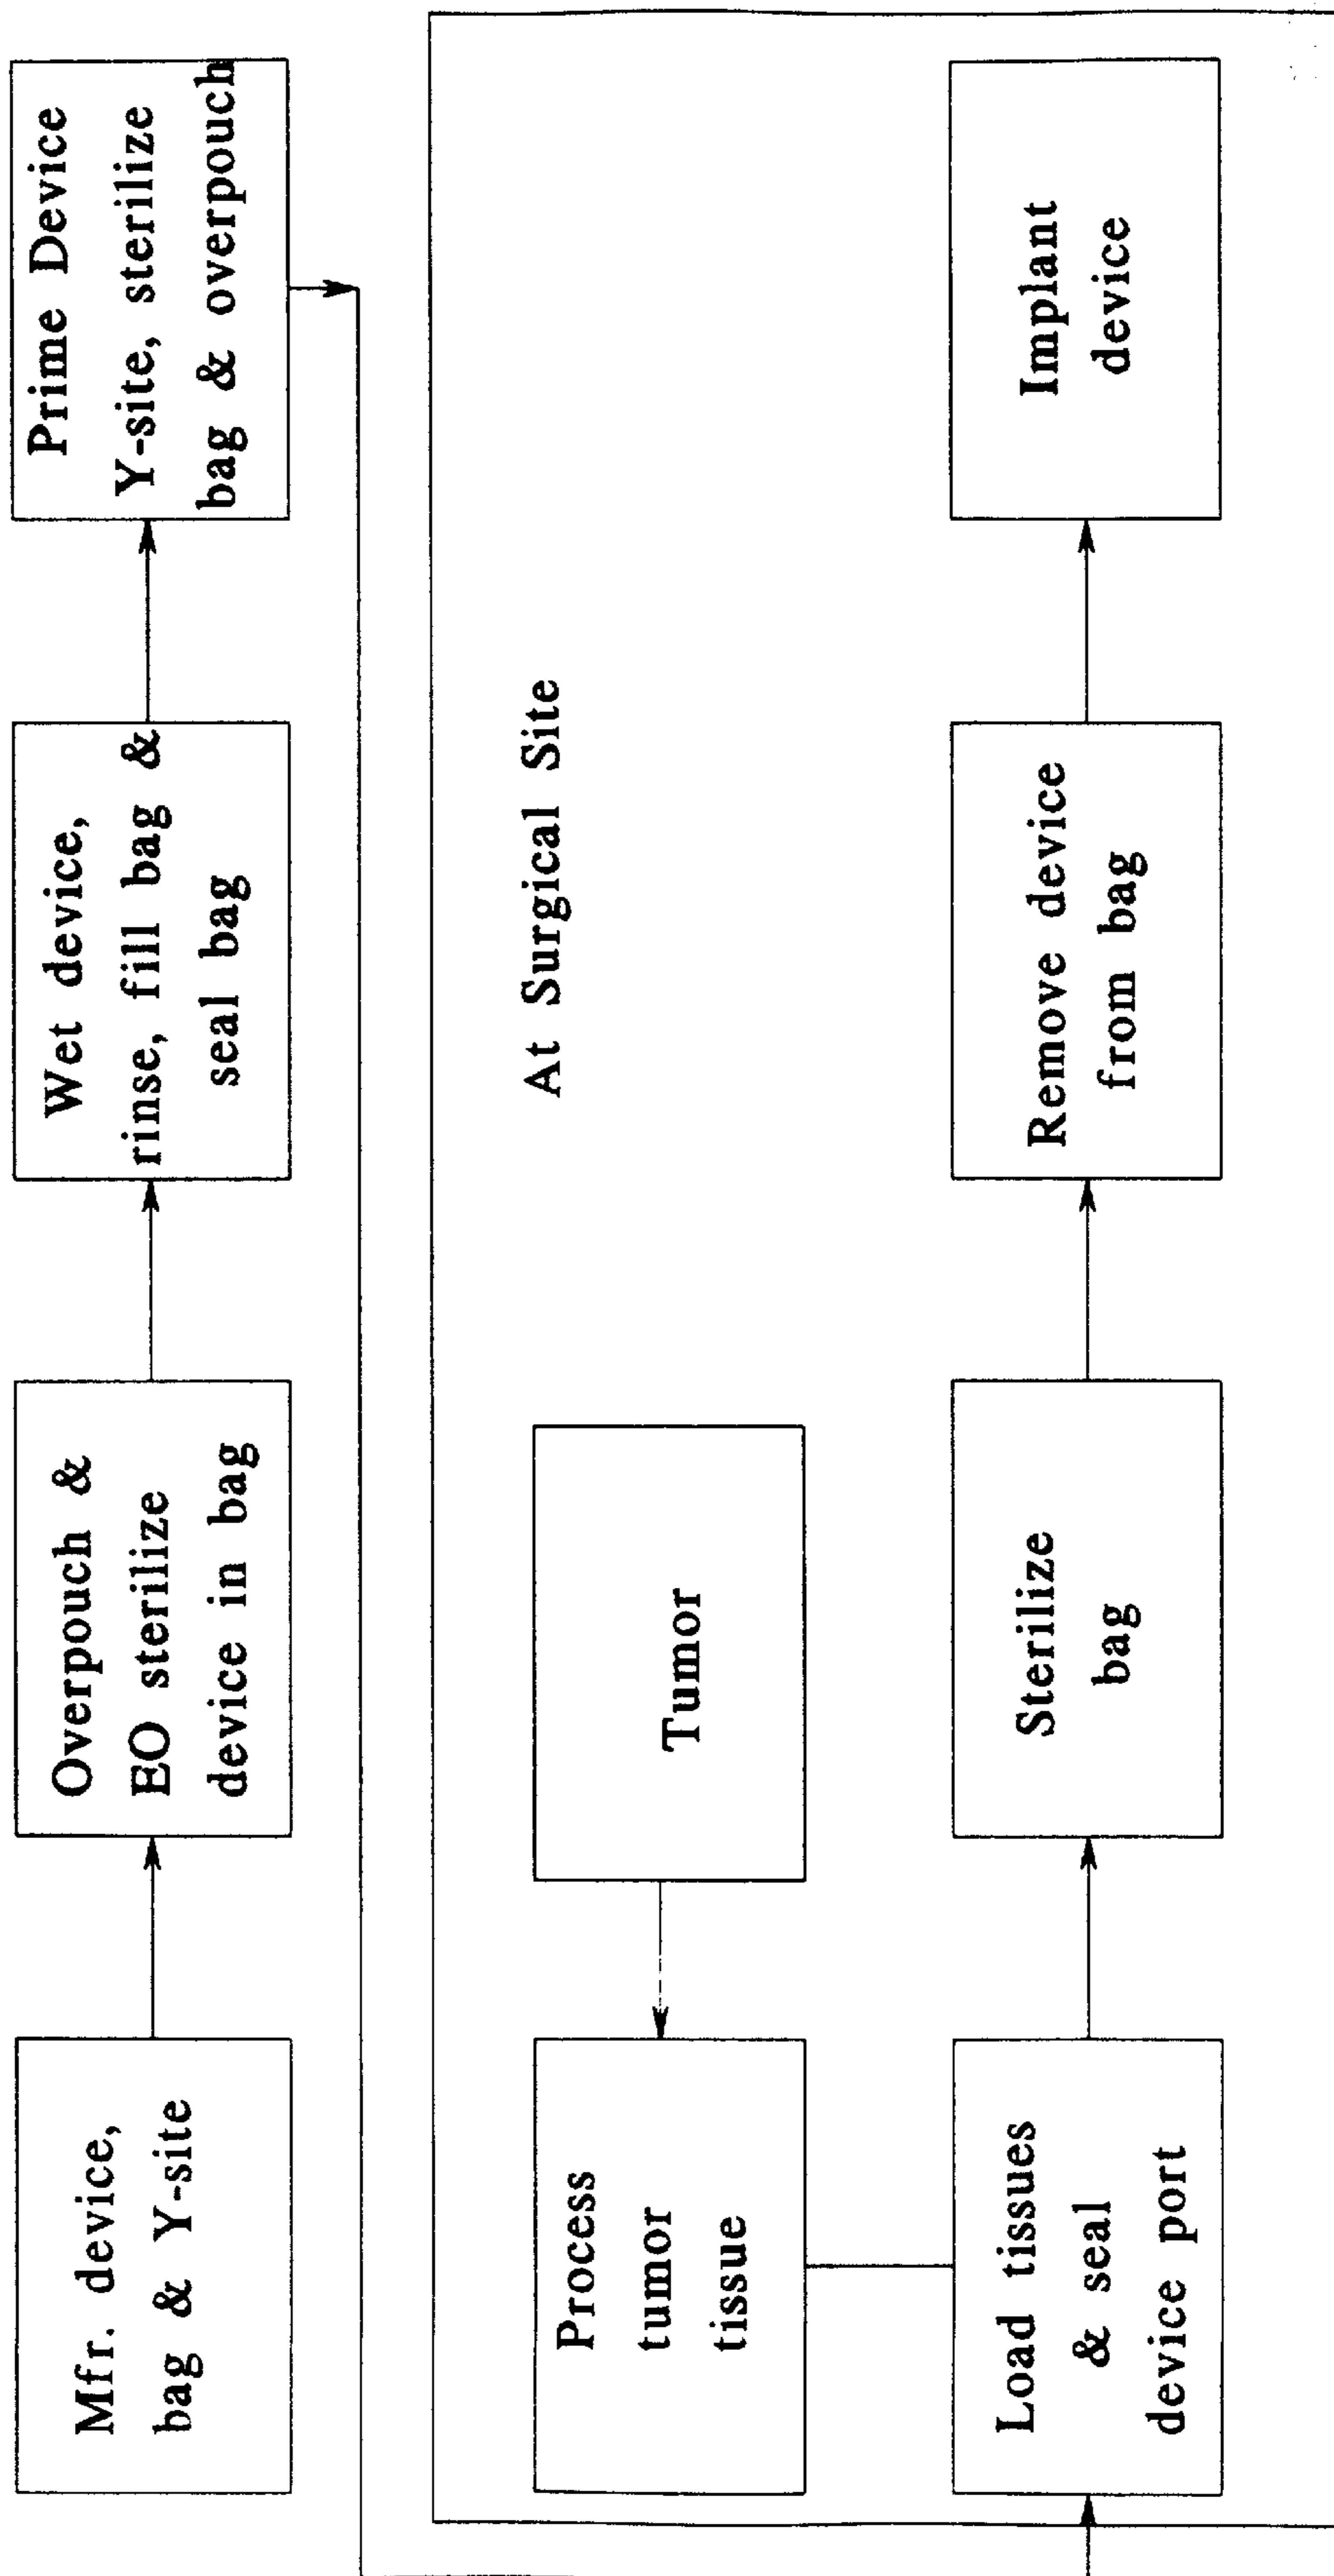 Mfr. device,
bag & Y-site
Overpouch &
EO sterilize
device in bag
Wet device,
rinse, fill bag &
seal bag
Prime Device
Y-site, sterilize
bag & overpouch
At Surgical Site
Process
tumor
tissue
Tumor
Load tissues
& seal
device port
Sterilize
bag
Remove device
from bag
Implant
device